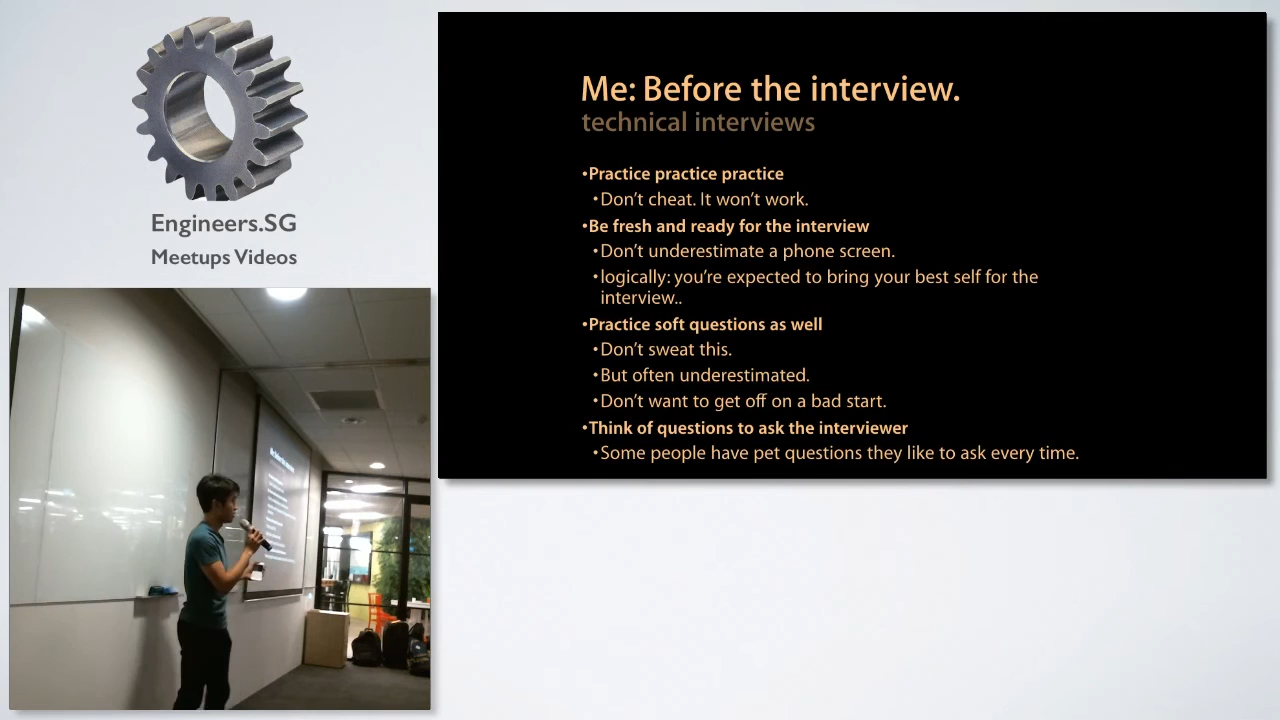 Engineers.SG
Meetups Videos
Me: Before the interview.
technical interviews
•Practice practice practice
•Don't cheat. It won't work.
•Be fresh and ready for the interview
•Don't underestimate a phone screen.
•logically: you're expected to bring your best self for the
interview..
•Practice soft questions as well
•Don't sweat this.
•But often underestimated.
•Don't want to get off on a bad start.
•Think of questions to ask the interviewer
•Some people have pet questions they like to ask every time.